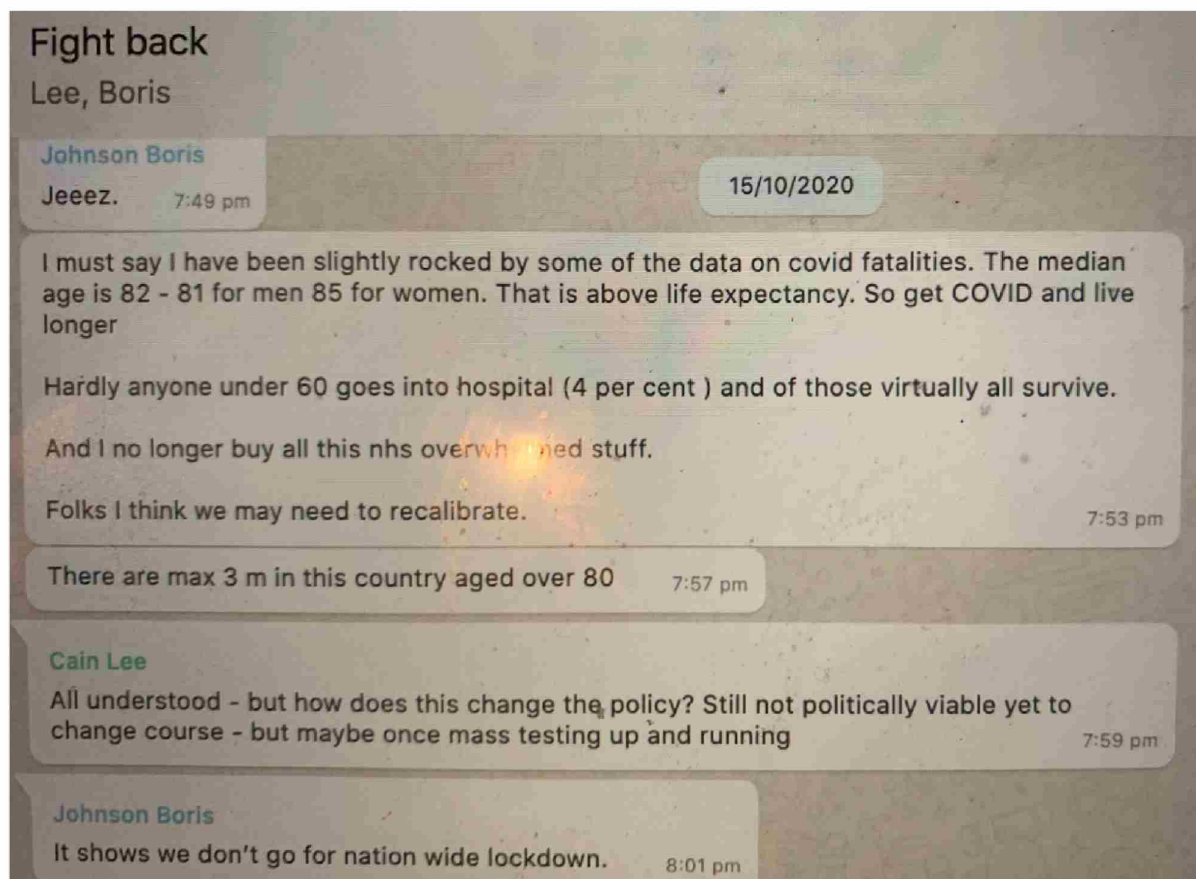 Fight back
Lee, Boris
Johnson Boris
Jeeez. 7:49 pm
15/10/2020
I must say I have been slightly rocked by some of the data on covid fatalities. The median
age is 82 - 81 for men 85 for women. That is above life expectancy. So get COVID and live
longer
Hardly anyone under 60 goes into hospital (4 per cent ) and of those virtually all survive.
And I no longer buy all this nhs stuff.
Folks I think we may need to recalibrate.
7:53 pm
There are max 3 m in this country aged over 80 7:57 pm
Cain Lee
All understood - but how does this change the policy? Still not politically viable yet to
change course - but maybe once mass testing up and running
7:59 pm
Johnson Boris
It shows we don't go for nation wide lockdown. 8:01 pm